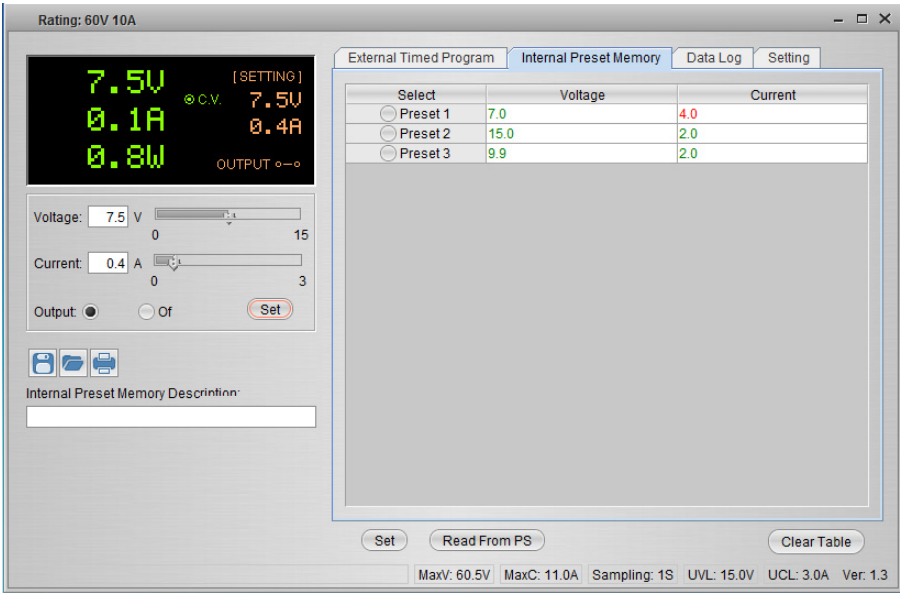 Rating: 60V 10A
7.5V
[SETTING]
C.V.
7.5V
0.1A
0.4A
0.8W
OUTPUT
Voltage: 7.5 V
0 15
Current: 0.4 A
0 3
Output: Of Set
Internal Preset Memory Description:
External Timed Program Internal Preset Memory Data Log Setting
Select Voltage Current
Preset 1 7.0 4.0
Preset 2 15.0 2.0
Preset 3 9.9 2.0
Set Read From PS Clear Table
MaxV: 60.5V MaxC: 11.0A Sampling: 1S UVL: 15.0V UCL: 3.0A Ver: 1.3